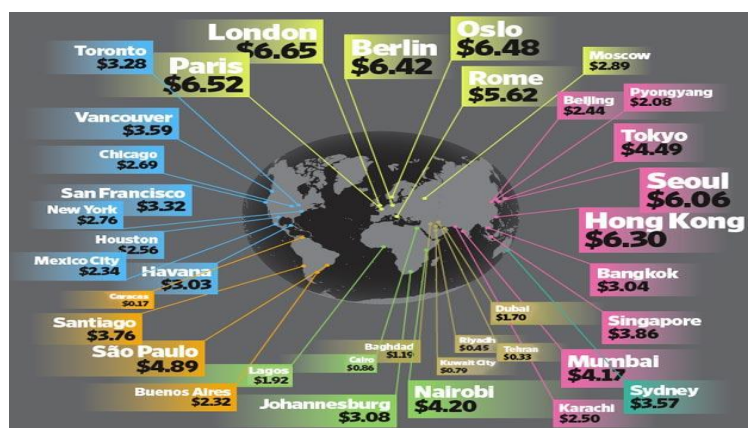 Toronto
$3.28
London
$6.65
Paris
$6.52
Berlin
$6.42
Oslo
$6.48
Rome
$5.62
Moscow
$2.89
Beijing
$2.44
Pyongyang
$2.08
Vancouver
$3.59
Tokyo
$4.49
Chicago
$2.69
Seoul
$6.06
San Francisco
$3.32
New York
$2.76
Hong Kong
$6.30
Houston
$2.56
Mexico City
$2.34
Havana
$3.03
Bangkok
$3.04
Caracas
$0.17
Dubai
$1.70
Santiago
$3.76
Singapore
$3.86
São Paulo
$4.89
Baghdad
$1.19
Riyadh
$0.45
Tehran
$0.33
Cairo
$0.86
Kuwait City
$0.79
Mumbai
$4.17
Lagos
$1.92
Buenos Aires
$2.32
Johannesburg
$3.08
Nairobi
$4.20
Karachi
$2.50
Sydney
$3.57